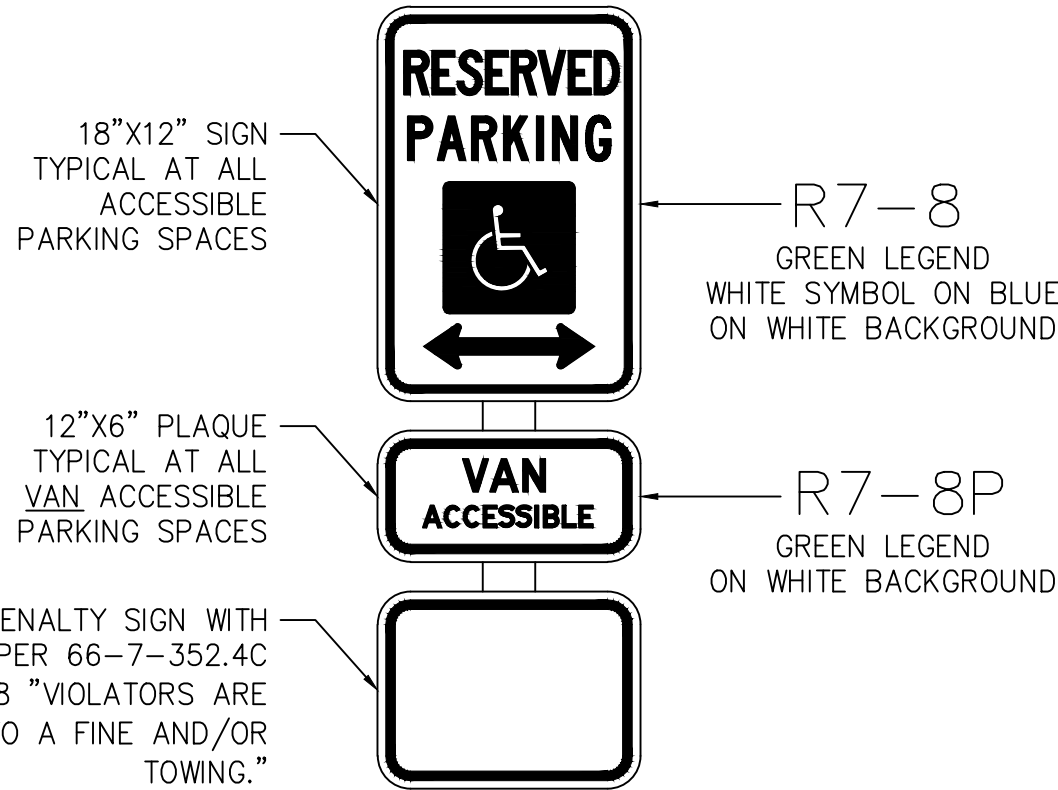 RESERVED
PARKING
18"X12" SIGN
TYPICAL AT ALL
ACCESSIBLE
PARKING SPACES
R7-8
GREEN LEGEND
WHITE SYMBOL ON BLUE
ON WHITE BACKGROUND
VAN
ACCESSIBLE
12"X6" PLAQUE
TYPICAL AT ALL
VAN ACCESSIBLE
PARKING SPACES
R7-8P
GREEN LEGEND
ON WHITE BACKGROUND
ENALTY SIGN WITH
PER 66-7-352.4C
"VIOLATORS ARE
O A FINE AND/OR
TOWING."